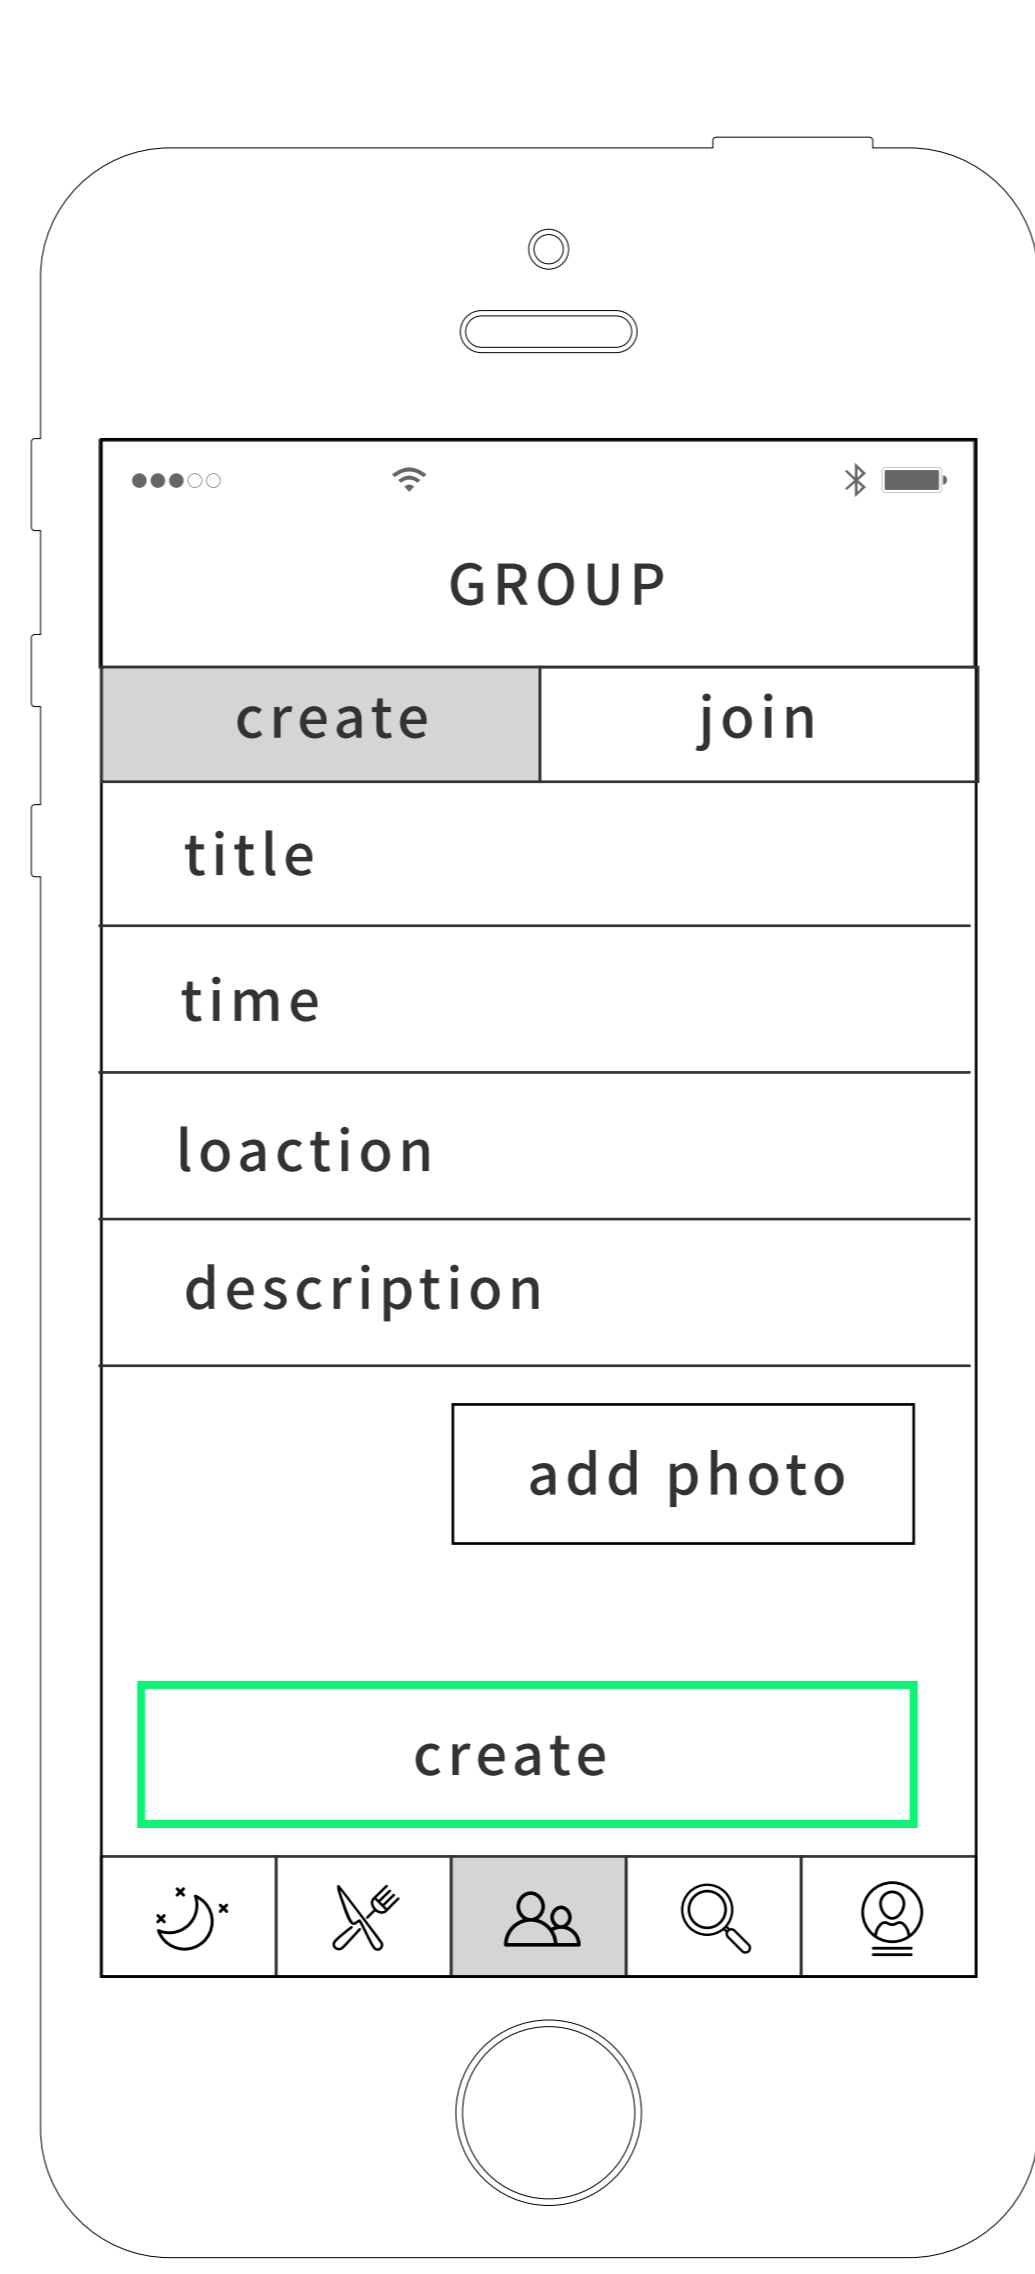 GROUP
create join
title
time
loaction
description
add photo
create